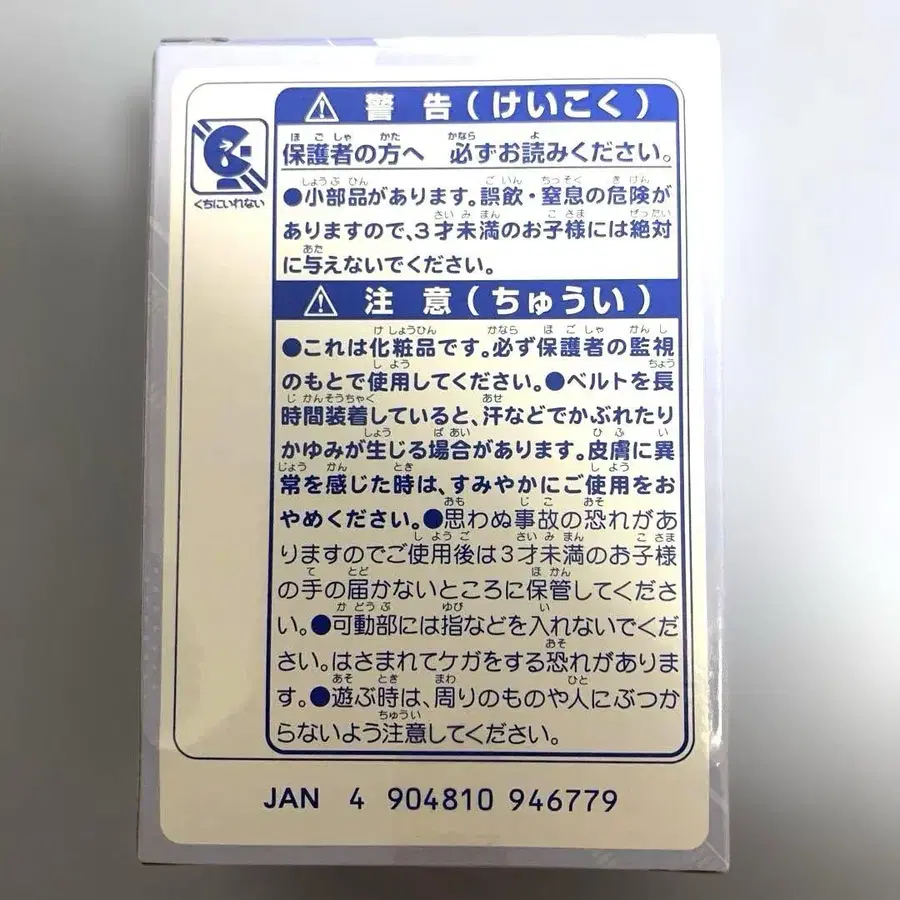 ⚠ 警告(けいこく)
保護者の方へ 必ずお読みください。
くちにいれない
●小部品があります。誤飲・窒息の危険が
ありますので、3才未満のお子様には絶対
に与えないでください。
⚠ 注意(ちゅうい)
●これは化粧品です。必ず保護者の監視
のもとで使用してください。●ベルトを長
時間装着していると、汗などでかぶれたり
かゆみが生じる場合があります。皮膚に異
常を感じた時は、すみやかにご使用をお
やめください。●思わぬ事故の恐れがあ
りますのでご使用後は3才未満のお子様
の手の届かないところに保管してくださ
い。●可動部には指などを入れないでくだ
さい。はさまれてケガをする恐れがありま
す。●遊ぶ時は、周りのものや人にぶつか
らないよう注意してください。
JAN 4 904810 946779